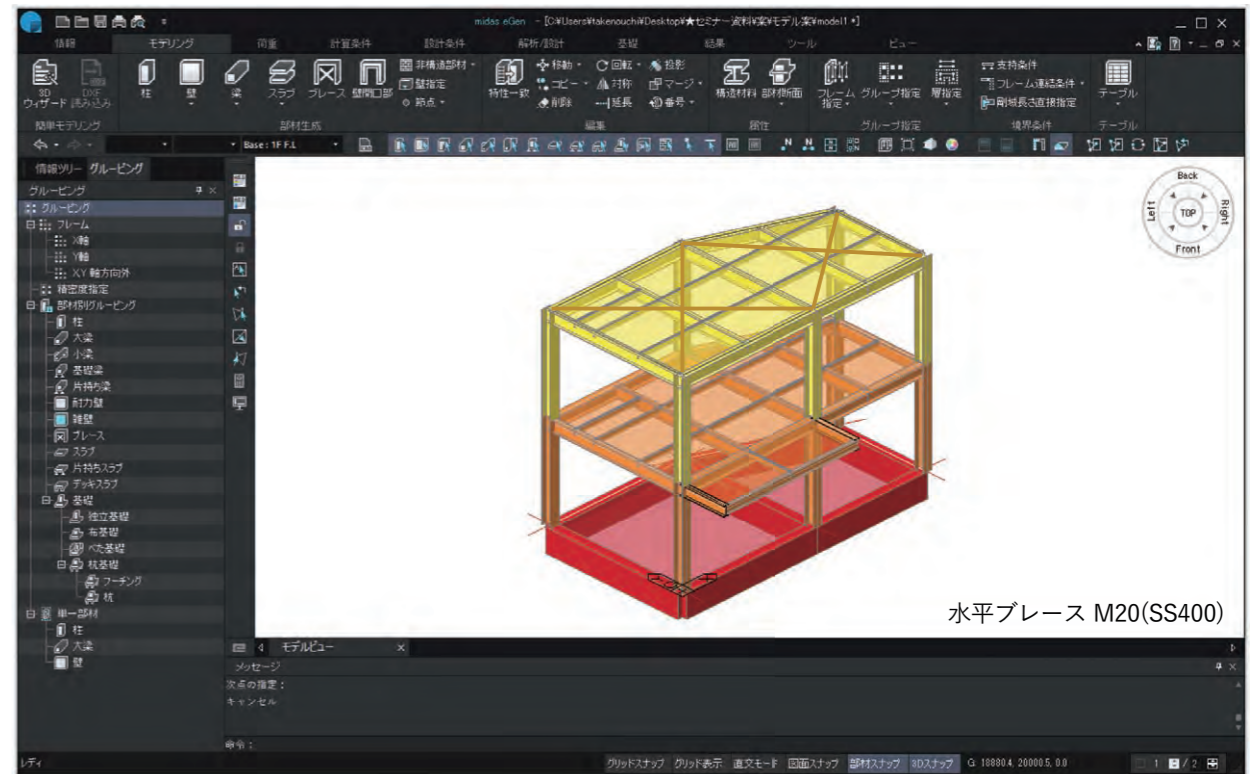 midas eGen - [C:¥Users¥takenouchi¥Desktop¥★セミナー資料¥案¥モデル案¥model1 *]
情報 モデリング 荷重 計算条件 設計条件 解析/設計 基礎 結果 ツール ビュー
3D ウィザード DXF 読み込み 柱 壁 梁 スラブ ブレース 壁開口部
非構造部材
壁指定
節点
特性一致 移動 回転 投影
コピー 対称 マージ
削除 延長 番号
構造材料 部材断面 フレーム指定 グループ指定 層指定
支持条件
フレーム連結条件
剛域長さ直接指定
テーブル
簡単モデリング 部材生成 編集 属性 グループ指定 境界条件 テーブル
Base : 1F F.L
情報ツリー グルーピング
グルーピング
グルーピング
フレーム
X軸
Y軸
XY 軸方向外
精密度指定
部材別グルーピング
柱
大梁
小梁
基礎梁
片持ち梁
耐力壁
雑壁
ブレース
スラブ
片持ちスラブ
デッキスラブ
基礎
独立基礎
布基礎
べた基礎
杭基礎
フーチング
杭
単一部材
柱
大梁
壁
Back
Left TOP Right
Front
水平ブレース M20(SS400)
モデルビュー
メッセージ
次点の指定 :
キャンセル
命令 :
レディ グリッドスナップ グリッド表示 直交モード 図面スナップ 部材スナップ 3Dスナップ G: 10880.4, 20000.5, 0.0 1 / 2